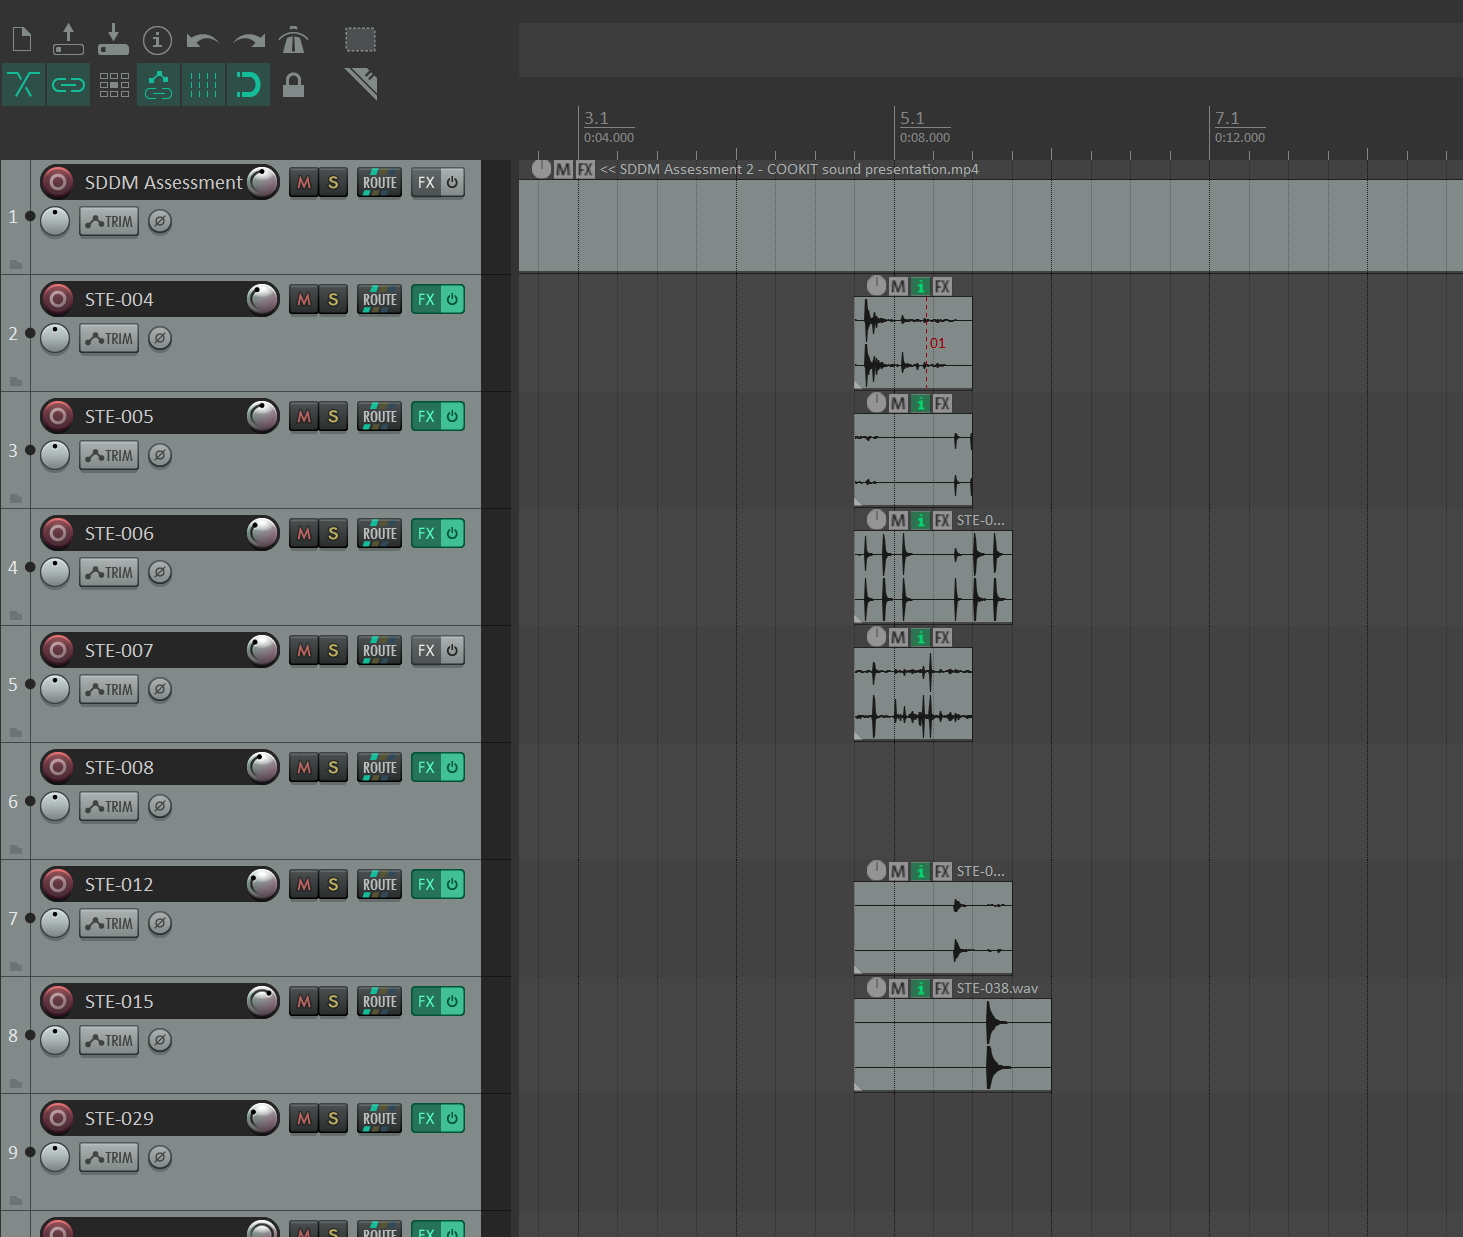 3.1
0:04.000
5.1
0:08.000
7.1
0:12.000
SDDM Assessment
M S ROUTE FX
1 TRIM
M FX << SDDM Assessment 2 - COOKIT sound presentation.mp4
STE-004
M S ROUTE FX
2 TRIM
M i FX
01
STE-005
M S ROUTE FX
3 TRIM
M i FX
STE-006
M S ROUTE FX
4 TRIM
M i FX STE-0...
STE-007
M S ROUTE FX
5 TRIM
M i FX
STE-008
M S ROUTE FX
6 TRIM
STE-012
M S ROUTE FX
7 TRIM
M i FX STE-0...
STE-015
M S ROUTE FX
8 TRIM
M i FX STE-038.wav
STE-029
M S ROUTE FX
9 TRIM
M S ROUTE FX